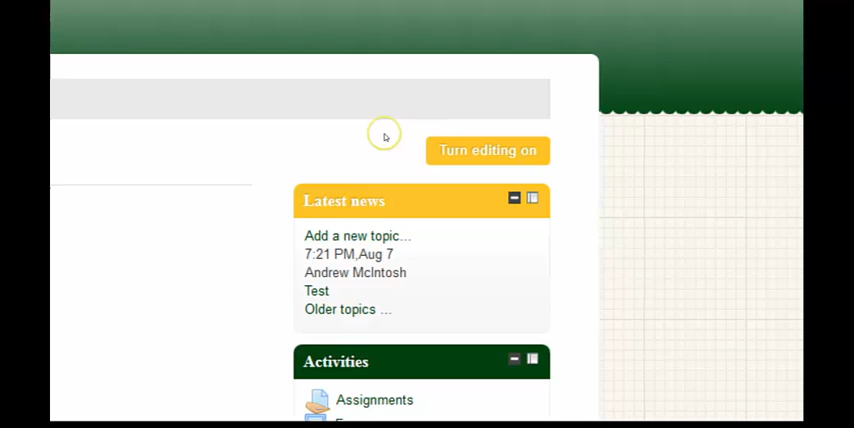 Turn editing on
Latest news
Add a new topic...
7:21 PM,Aug 7
Andrew McIntosh
Test
Older topics ...
Activities
Assignments